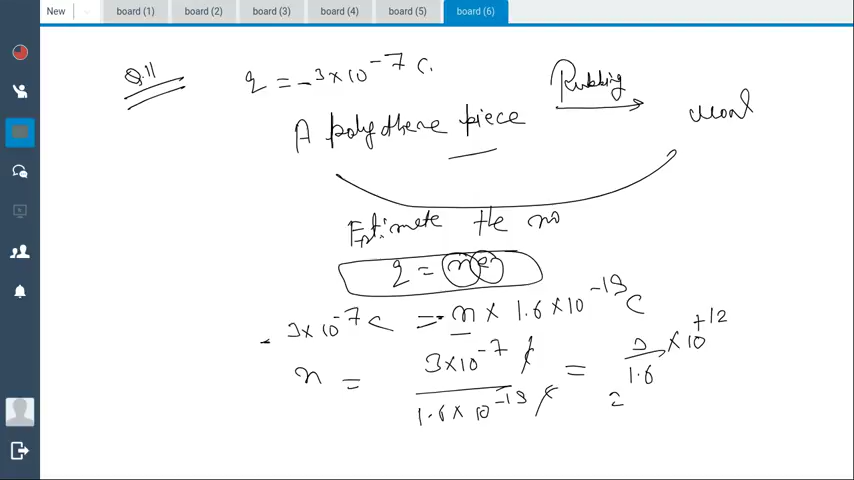 New
board (1) board (2) board (3) board (4) board (5) board (6)
Q.11
q = -3×10⁻⁷ C.
A polythene piece Rubbing wool
Estimate the no
q = ne
- 3×10⁻⁷ C = - n × 1.6×10⁻¹⁹ C
n = 3×10⁻⁷ C / 1.6×10⁻¹⁹ C = 3/1.6 × 10⁺¹²
2